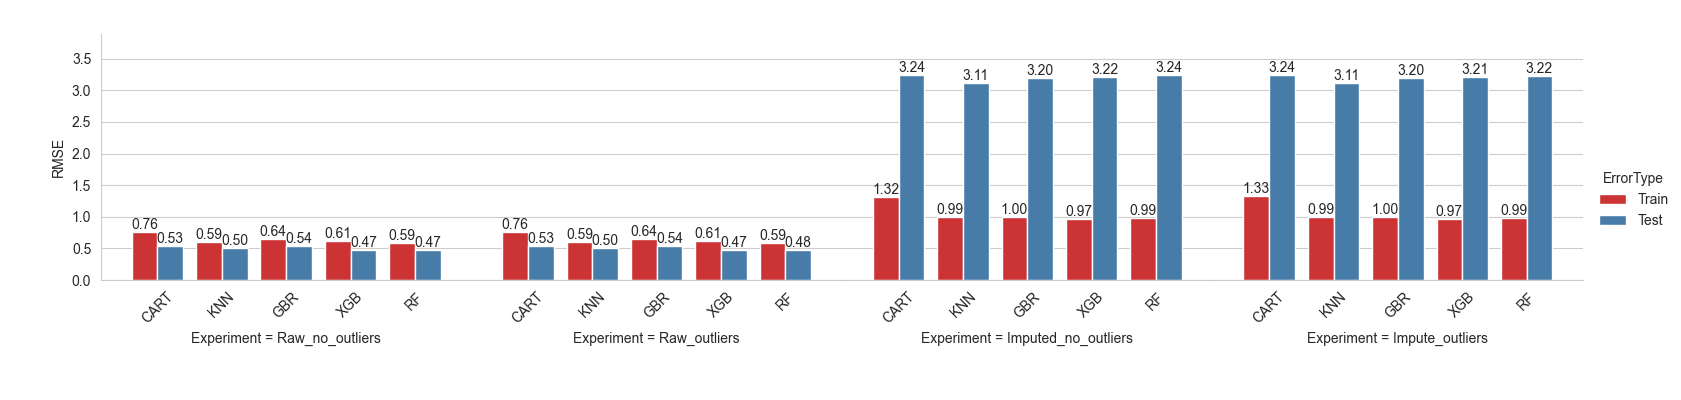 3.5
3.0
2.5
2.0
1.5
1.0
0.5
0.0
RMSE
0.76 0.53 0.59 0.50 0.64 0.54 0.61 0.47 0.59 0.47
CART KNN GBR XGB RF
Experiment = Raw_no_outliers
0.76 0.53 0.59 0.50 0.64 0.54 0.61 0.47 0.59 0.48
CART KNN GBR XGB RF
Experiment = Raw_outliers
1.32 3.24 0.99 3.11 1.00 3.20 0.97 3.22 0.99 3.24
CART KNN GBR XGB RF
Experiment = Imputed_no_outliers
1.33 3.24 0.99 3.11 1.00 3.20 0.97 3.21 0.99 3.22
CART KNN GBR XGB RF
Experiment = Impute_outliers
ErrorType
Train
Test